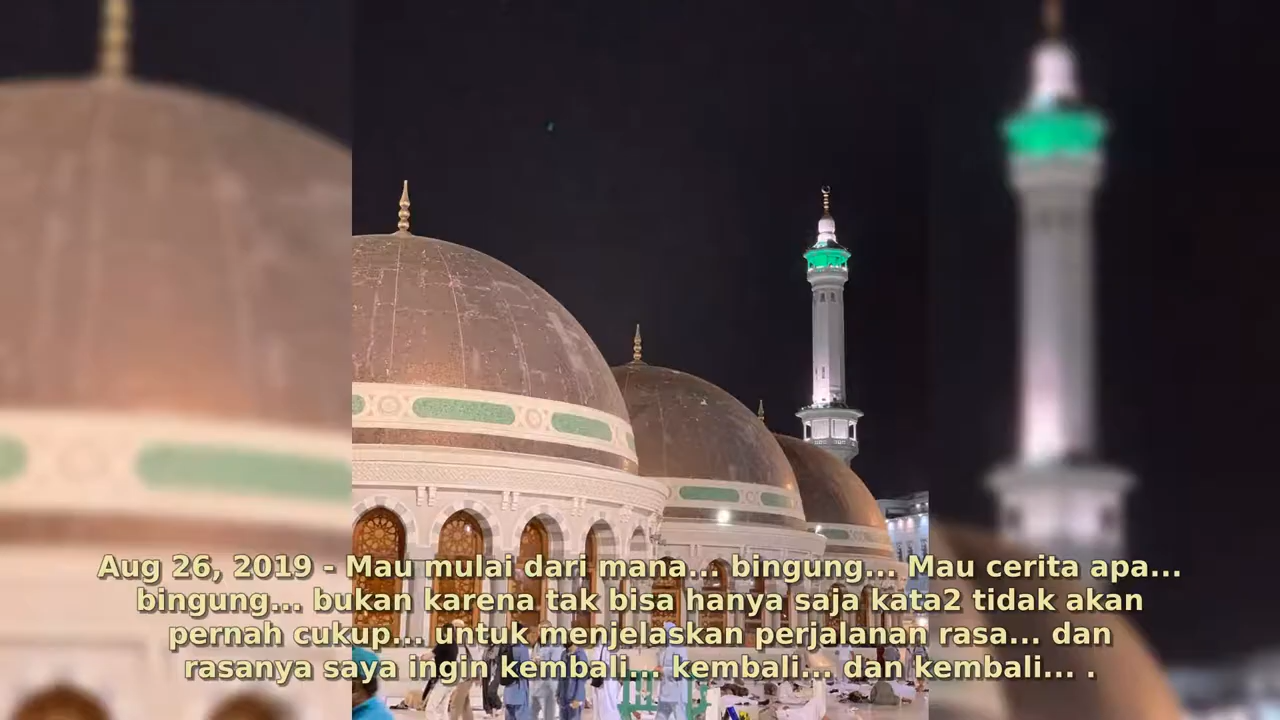 Aug 26, 2019 - Mau mulai dari mana... bingung... Mau cerita apa...
bingung... bukan karena tak bisa hanya saja kata2 tidak akan
pernah cukup... untuk menjelaskan perjalanan rasa... dan
rasanya saya ingin kembali... kembali... dan kembali... .